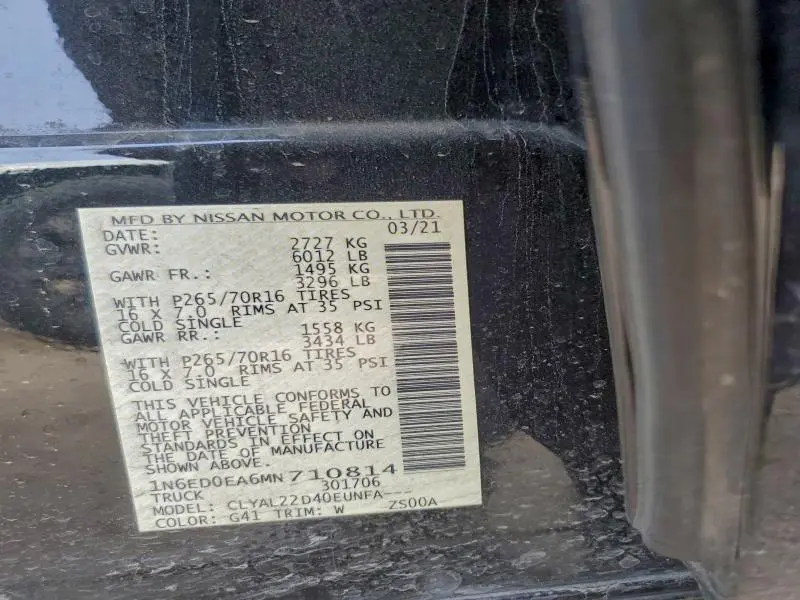 MFD BY NISSAN MOTOR CO., LTD.
DATE: 03/21
GVWR: 2727 KG
6012 LB
GAWR FR.: 1495 KG
3296 LB
WITH P265/70R16 TIRES
16 X 7.0 RIMS AT 35 PSI
COLD SINGLE
GAWR RR.: 1558 KG
3434 LB
WITH P265/70R16 TIRES
16 X 7.0 RIMS AT 35 PSI
COLD SINGLE
THIS VEHICLE CONFORMS TO
ALL APPLICABLE FEDERAL
MOTOR VEHICLE SAFETY AND
THEFT PREVENTION
STANDARDS IN EFFECT ON
THE DATE OF MANUFACTURE
SHOWN ABOVE.
1N6ED0EA6MN710814
TRUCK 301706
MODEL: CLYAL22D40EUNFA---
COLOR: G41 TRIM: W ZS00A